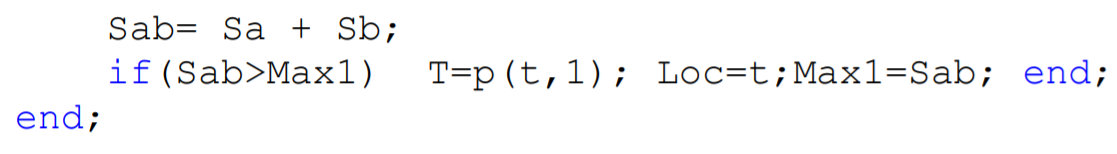 Sab= Sa + Sb;
if(Sab>Max1) T=p(t,1); Loc=t;Max1=Sab; end;
end;